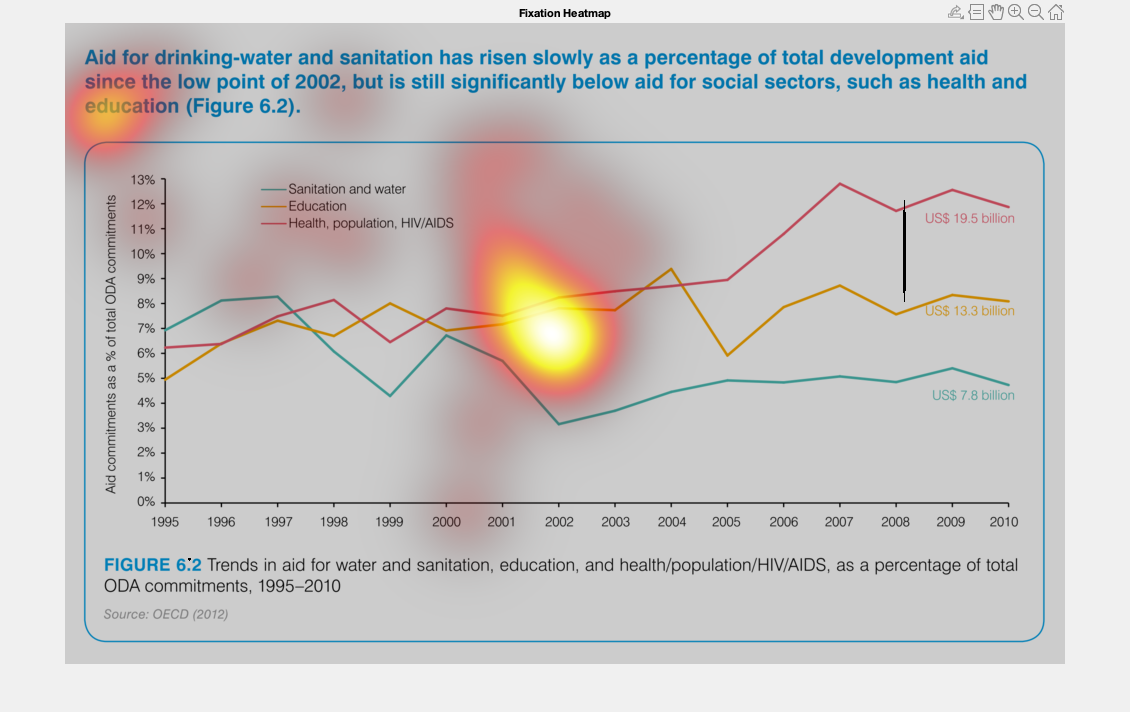 Fixation Heatmap
Aid for drinking-water and sanitation has risen slowly as a percentage of total development aid
since the low point of 2002, but is still significantly below aid for social sectors, such as health and
education (Figure 6.2).
Aid commitments as a % of total ODA commitments
13%
12%
11%
10%
9%
8%
7%
6%
5%
4%
3%
2%
1%
0%
Sanitation and water
Education
Health, population, HIV/AIDS
US$ 19.5 billion
US$ 13.3 billion
US$ 7.8 billion
1995 1996 1997 1998 1999 2000 2001 2002 2003 2004 2005 2006 2007 2008 2009 2010
FIGURE 6.2 Trends in aid for water and sanitation, education, and health/population/HIV/AIDS, as a percentage of total
ODA commitments, 1995–2010
Source: OECD (2012)